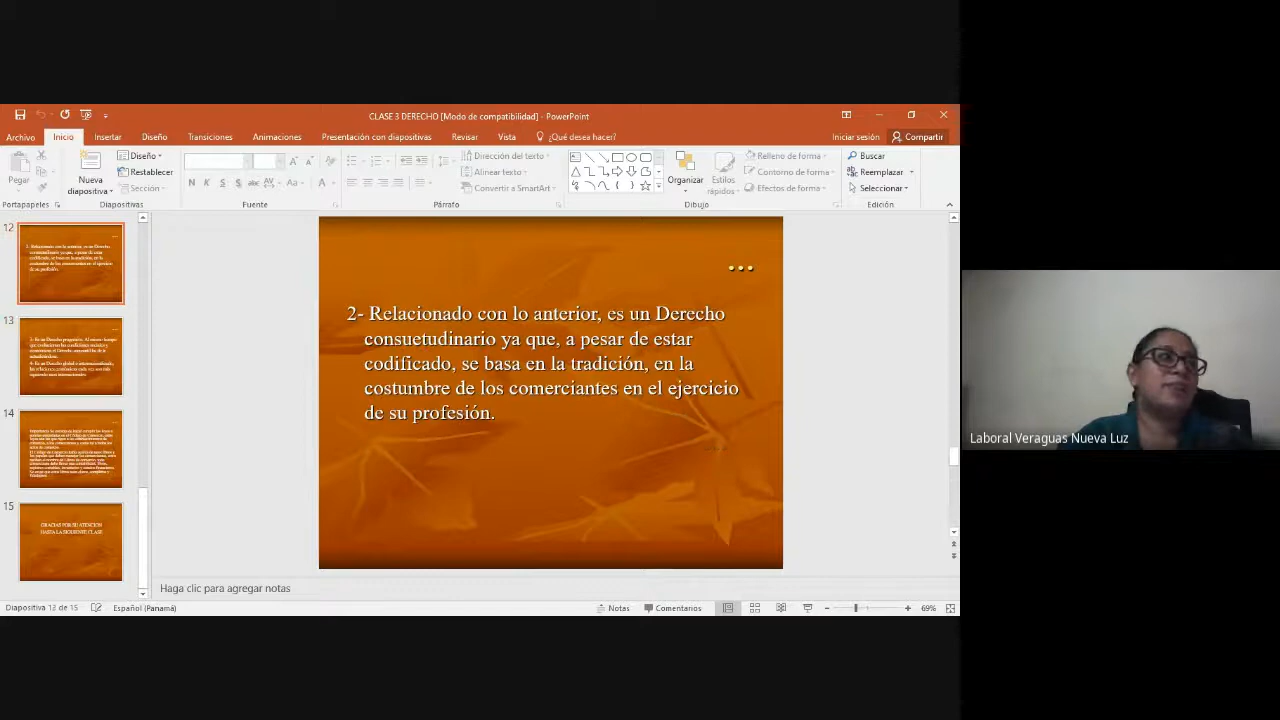 CLASE 3 DERECHO [Modo de compatibilidad] - PowerPoint
Archivo Inicio Insertar Diseño Transiciones Animaciones Presentación con diapositivas Revisar Vista ¿Qué desea hacer? Iniciar sesión Compartir
Pegar
Nueva diapositiva
Diseño
Restablecer
Sección
N K S S abc AV Aa A
Dirección del texto
Alinear texto
Convertir a SmartArt
Organizar
Estilos rápidos
Relleno de forma
Contorno de forma
Efectos de forma
Buscar
Reemplazar
Seleccionar
Portapapeles Diapositivas Fuente Párrafo Dibujo Edición
12
13
14
15
GRACIAS POR SU ATENCION
HASTA LA SIGUIENTE CLASE
...
2- Relacionado con lo anterior, es un Derecho
consuetudinario ya que, a pesar de estar
codificado, se basa en la tradición, en la
costumbre de los comerciantes en el ejercicio
de su profesión.
Haga clic para agregar notas
Diapositiva 13 de 15 Español (Panamá) Notas Comentarios 69%
Laboral Veraguas Nueva Luz